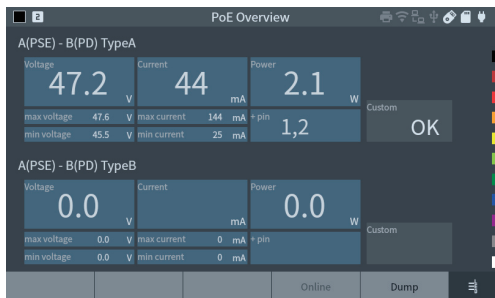 2 PoE Overview
A(PSE) - B(PD) TypeA
Voltage Current Power
47.2 V 44 mA 2.1 W
max voltage 47.6 V max current 144 mA + pin
min voltage 45.5 V min current 25 mA 1,2
Custom
OK
A(PSE) - B(PD) TypeB
Voltage Current Power
0.0 V mA 0.0 W
max voltage 0.0 V max current 0 mA + pin
min voltage 0.0 V min current 0 mA
Custom
Online Dump